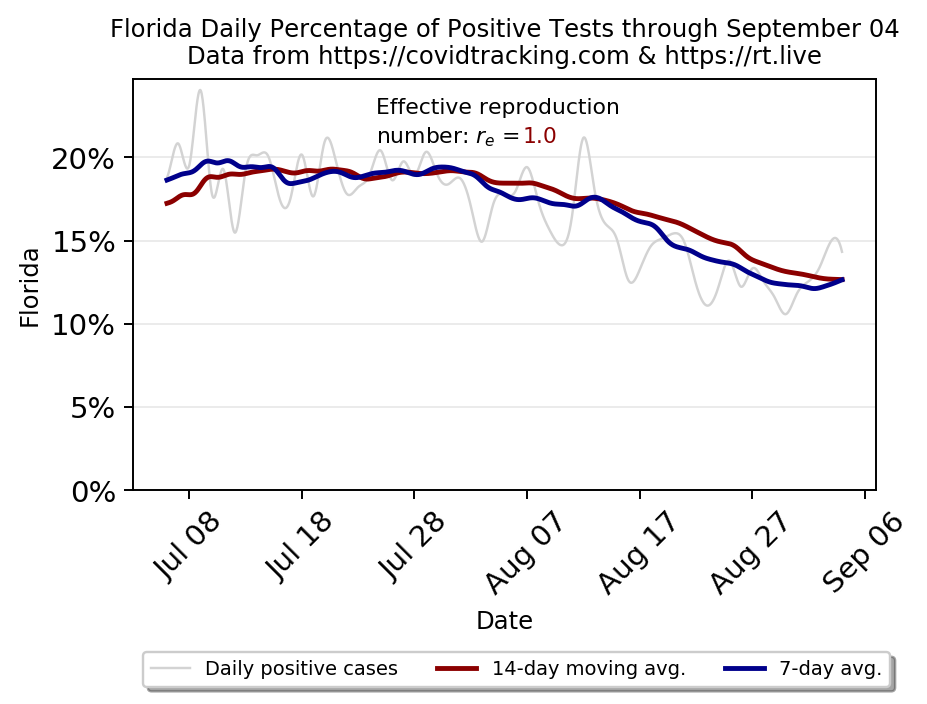 Florida Daily Percentage of Positive Tests through September 04
Data from https://covidtracking.com & https://rt.live
Effective reproduction
number: rₑ =1.0
20%
15%
10%
5%
0%
Florida
Jul 08
Jul 18
Jul 28
Aug 07
Aug 17
Aug 27
Sep 06
Date
Daily positive cases
14-day moving avg.
7-day avg.